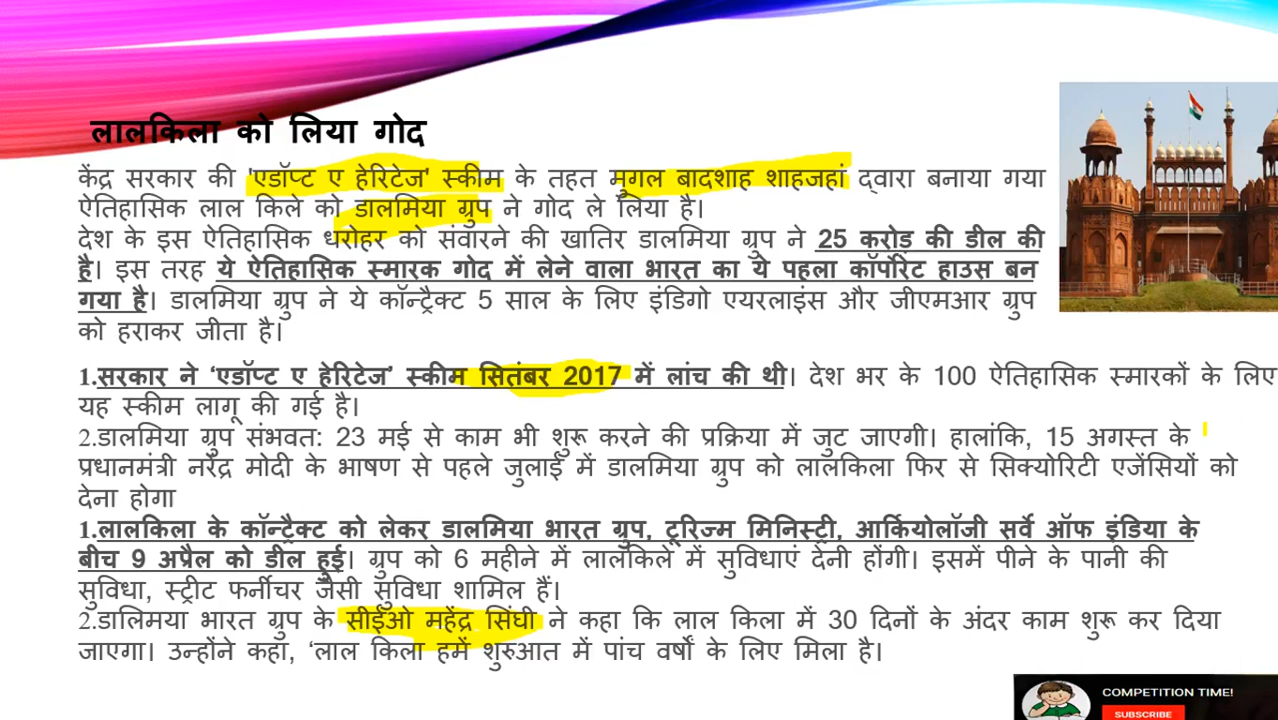 लालकिला को लिया गोद
केंद्र सरकार की 'एडॉप्ट ए हेरिटेज' स्कीम के तहत मुगल बादशाह शाहजहां द्वारा बनाया गया
ऐतिहासिक लाल किले को डालमिया ग्रुप ने गोद ले लिया है।
देश के इस ऐतिहासिक धरोहर को संवारने की खातिर डालमिया ग्रुप ने 25 करोड़ की डील की
है। इस तरह ये ऐतिहासिक स्मारक गोद में लेने वाला भारत का ये पहला कॉर्पोरेट हाउस बन
गया है। डालमिया ग्रुप ने ये कॉन्ट्रैक्ट 5 साल के लिए इंडिगो एयरलाइंस और जीएमआर ग्रुप
को हराकर जीता है।
1.सरकार ने ‘एडॉप्ट ए हेरिटेज’ स्कीम सितंबर 2017 में लांच की थी। देश भर के 100 ऐतिहासिक स्मारकों के लिए
यह स्कीम लागू की गई है।
2.डालमिया ग्रुप संभवत: 23 मई से काम भी शुरू करने की प्रक्रिया में जुट जाएगी। हालांकि, 15 अगस्त के
प्रधानमंत्री नरेंद्र मोदी के भाषण से पहले जुलाई में डालमिया ग्रुप को लालकिला फिर से सिक्योरिटी एजेंसियों को
देना होगा
1.लालकिला के कॉन्ट्रैक्ट को लेकर डालमिया भारत ग्रुप, टूरिज्म मिनिस्ट्री, आर्कियोलॉजी सर्वे ऑफ इंडिया के
बीच 9 अप्रैल को डील हुई। ग्रुप को 6 महीने में लालकिले में सुविधाएं देनी होंगी। इसमें पीने के पानी की
सुविधा, स्ट्रीट फर्नीचर जैसी सुविधा शामिल हैं।
2.डालिमया भारत ग्रुप के सीईओ महेंद्र सिंघी ने कहा कि लाल किला में 30 दिनों के अंदर काम शुरू कर दिया
जाएगा। उन्होंने कहा, ‘लाल किला हमें शुरुआत में पांच वर्षों के लिए मिला है।
COMPETITION TIME!
SUBSCRIBE